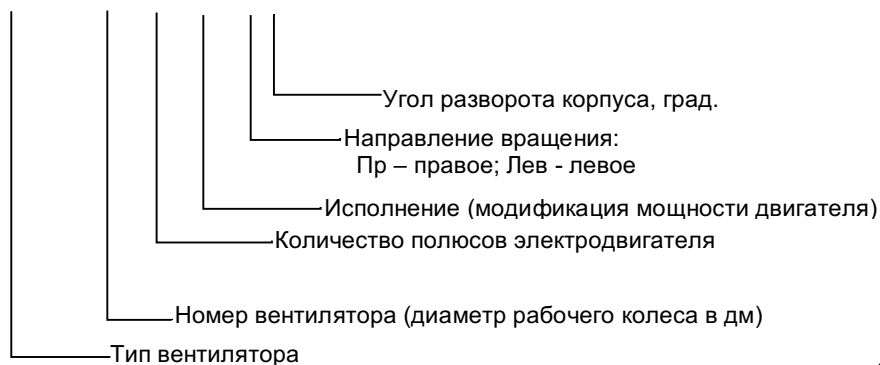 Угол разворота корпуса, град.
Направление вращения:
Пр – правое; Лев - левое
Исполнение (модификация мощности двигателя)
Количество полюсов электродвигателя
Номер вентилятора (диаметр рабочего колеса в дм)
Тип вентилятора